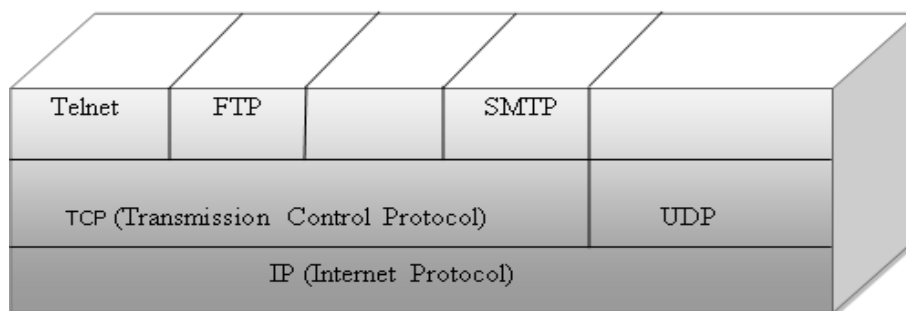 Telnet FTP SMTP
TCP (Transmission Control Protocol) UDP
IP (Internet Protocol)